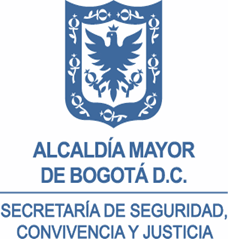 ALCALDÍA MAYOR
DE BOGOTÁ D.C.
SECRETARÍA DE SEGURIDAD,
CONVIVENCIA Y JUSTICIA